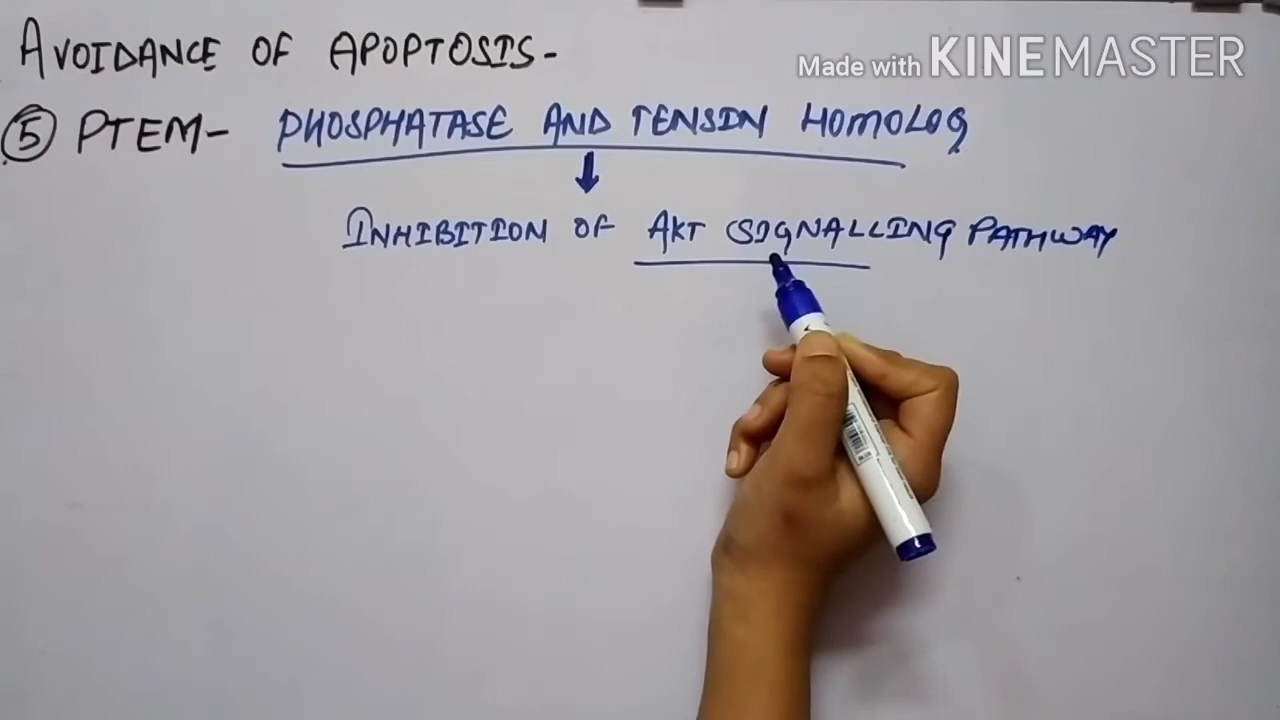 AVOIDANCE OF APOPTOSIS-
Made with KINEMASTER
5 PTEM- PHOSPHATASE AND TENSIN HOMOLOG
INHIBITION OF AKT SIGNALLING PATHWAY